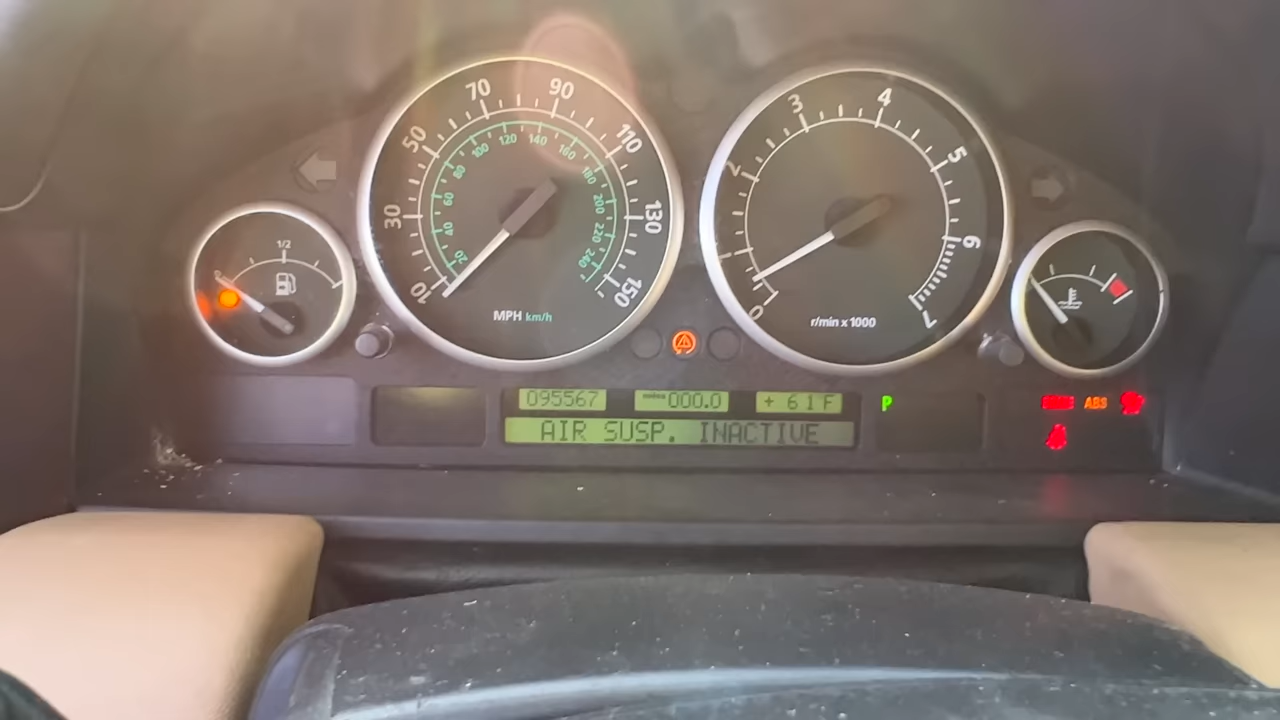 70 90
50 110
30 130
10 150
20 40 60 80 100 120 140 160 180 200 220 240
MPH km/h
3 4
2 5
6
0 7
r/min x 1000
1/2
0
095567
000.0
+ 61°F
P
ABS
AIR SUSP. INACTIVE